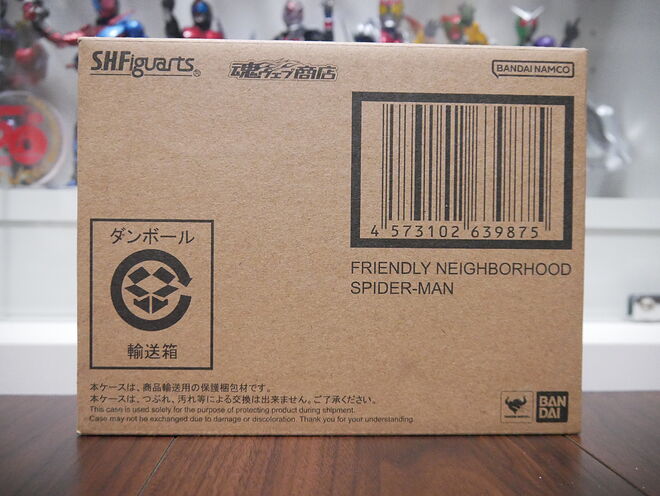 S.H.Figuarts®
魂ウェブ商店
BANDAI NAMCO
4 573102 639875
FRIENDLY NEIGHBORHOOD
SPIDER-MAN
ダンボール
輸送箱
本ケースは、商品輸送用の保護梱包材です。
本ケースは、つぶれ、汚れ等による交換は出来ません。ご了承ください。
This case is used solely for the purpose of protecting product during shipment.
Case may not be exchanged due to damage or discoloration. Thank you for your understanding.
BAN
DAI